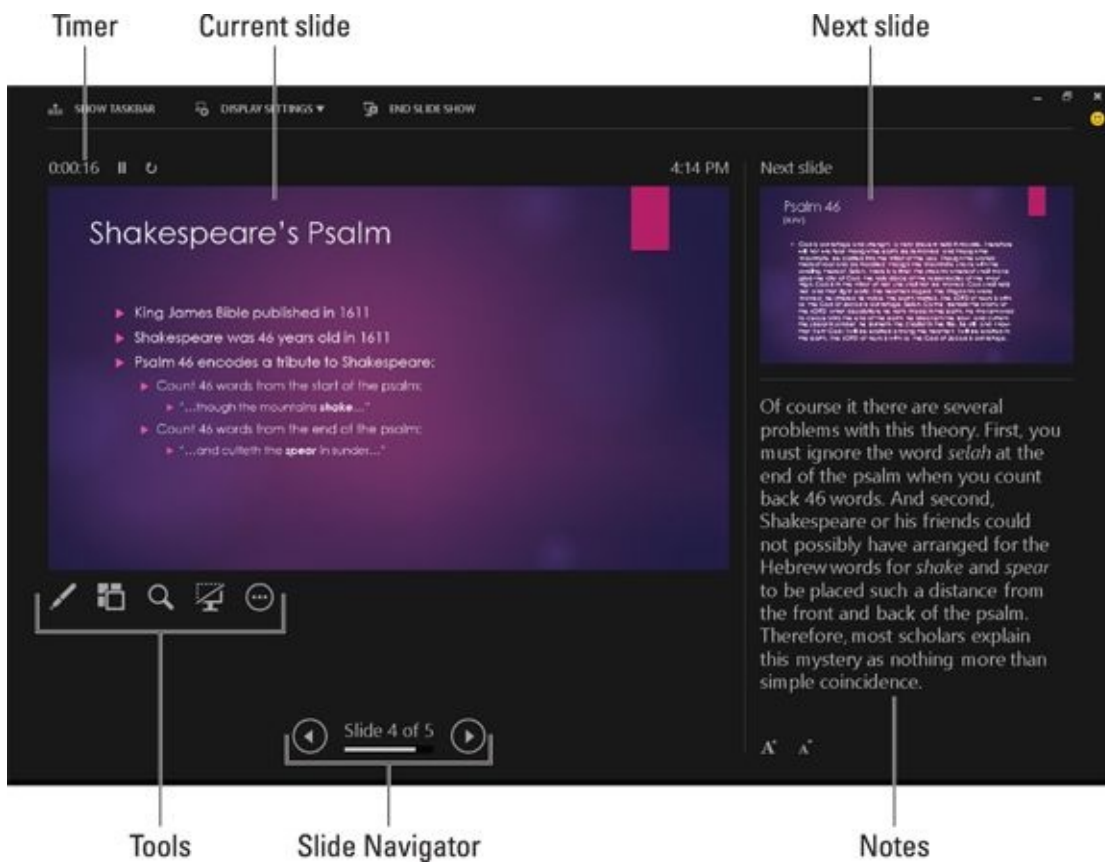 Timer
Current slide
Next slide
SHOW TASKBAR
DISPLAY SETTINGS ▼
END SLIDE SHOW
0:00:16
4:14 PM
Shakespeare's Psalm
King James Bible published in 1611
Shakespeare was 46 years old in 1611
Psalm 46 encodes a tribute to Shakespeare:
Count 46 words from the start of the psalm:
"...though the mountains shake..."
Count 46 words from the end of the psalm:
"...and cutteth the spear in sunder..."
Slide 4 of 5
Next slide
Psalm 46
(KJV)
Of course it there are several
problems with this theory. First, you
must ignore the word selah at the
end of the psalm when you count
back 46 words. And second,
Shakespeare or his friends could
not possibly have arranged for the
Hebrew words for shake and spear
to be placed such a distance from
the front and back of the psalm.
Therefore, most scholars explain
this mystery as nothing more than
simple coincidence.
A A
Tools
Slide Navigator
Notes